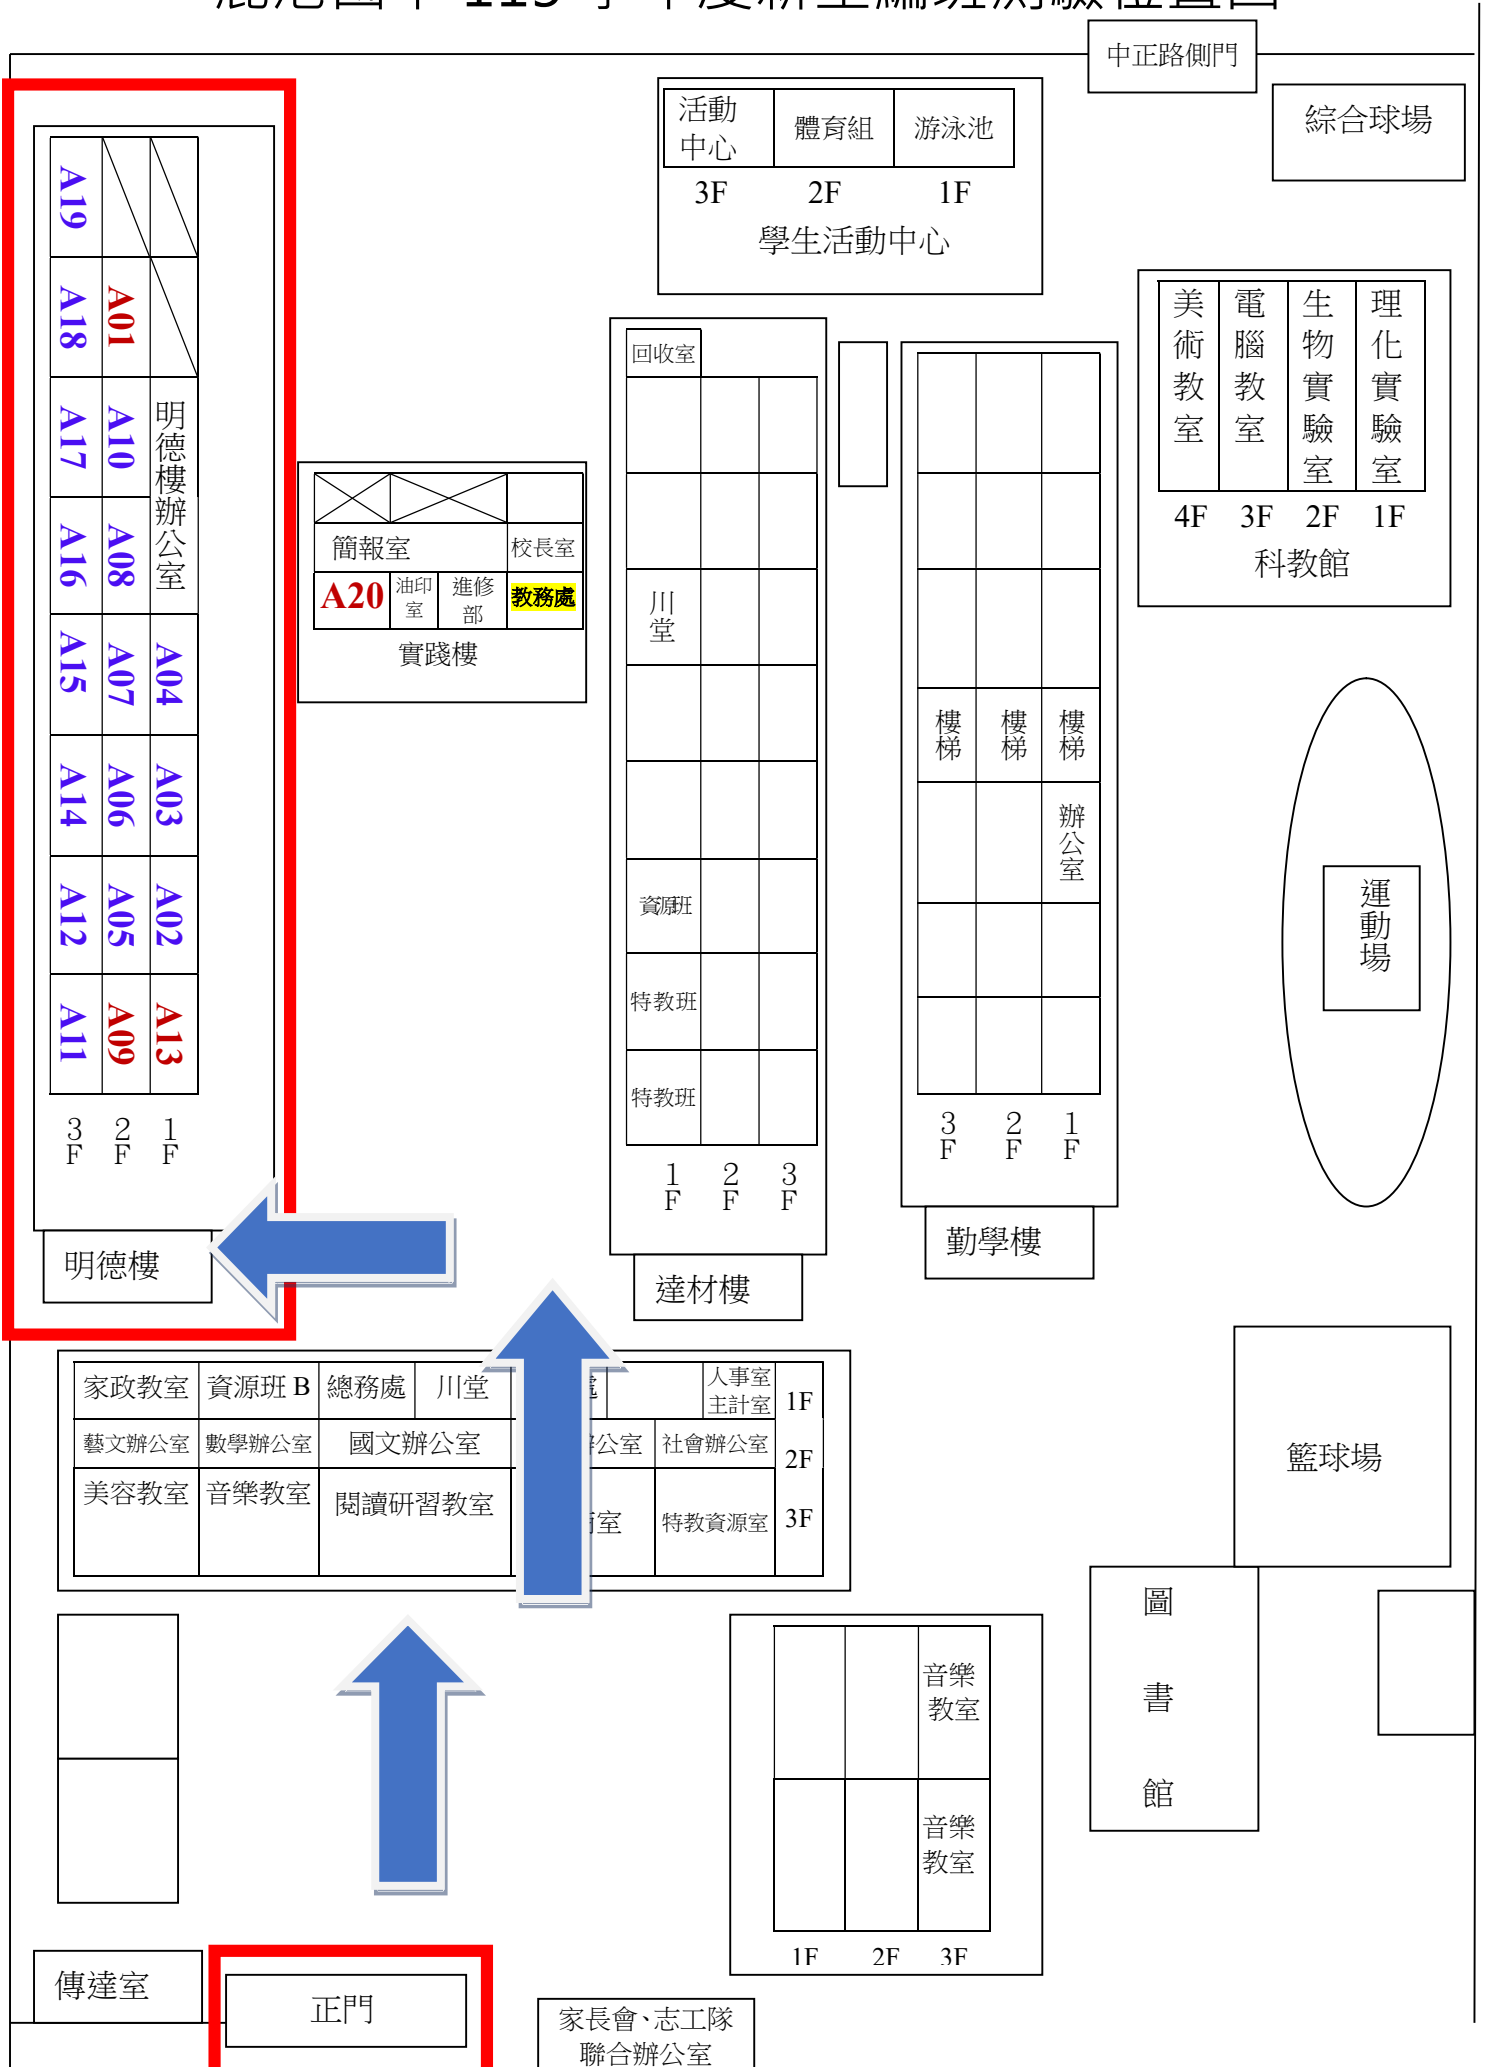 中正路側門
綜合球場
活動中心
體育組
游泳池
3F 2F 1F
學生活動中心
A19
A18 A01
A17 A10 明德樓辦公室
A16 A08
A15 A07 A04
A14 A06 A03
A12 A05 A02
A11 A09 A13
3F 2F 1F
明德樓
簡報室 校長室
A20 油印室 進修部 教務處
實踐樓
回收室
川堂
資源班
特教班
特教班
1F 2F 3F
達材樓
樓梯 樓梯 樓梯
辦公室
3F 2F 1F
勤學樓
美術教室 電腦教室 生物實驗室 理化實驗室
4F 3F 2F 1F
科教館
運動場
家政教室 資源班 B 總務處 川堂 人事室主計室 1F
藝文辦公室 數學辦公室 國文辦公室 公室 社會辦公室 2F
美容教室 音樂教室 閱讀研習教室 室 特教資源室 3F
籃球場
圖書館
音樂教室
音樂教室
1F 2F 3F
傳達室
正門
家長會、志工隊
聯合辦公室